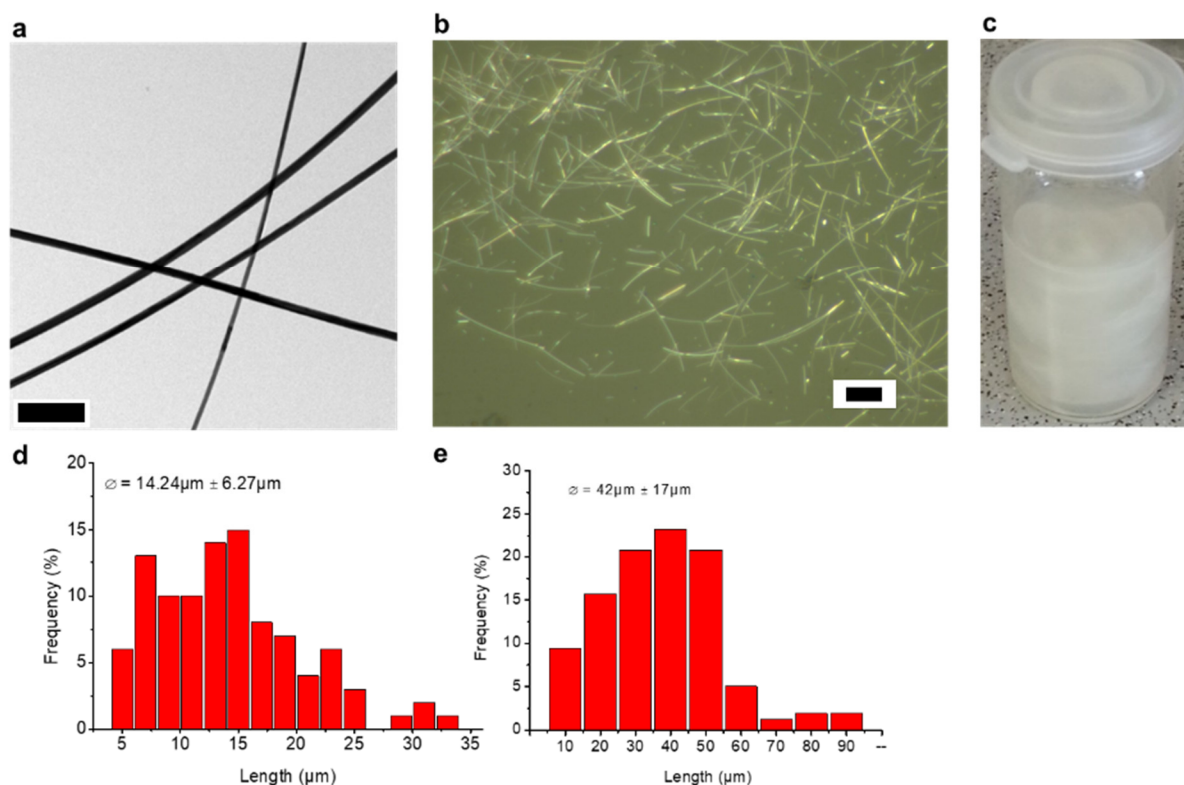 a
b
c
d
20
∅ = 14.24µm ± 6.27µm
15
10
5
0
Frequency (%)
5 10 15 20 25 30 35
Length (µm)
e
30
∅ = 42µm ± 17µm
25
20
15
10
5
0
Frequency (%)
10 20 30 40 50 60 70 80 90 --
Length (µm)